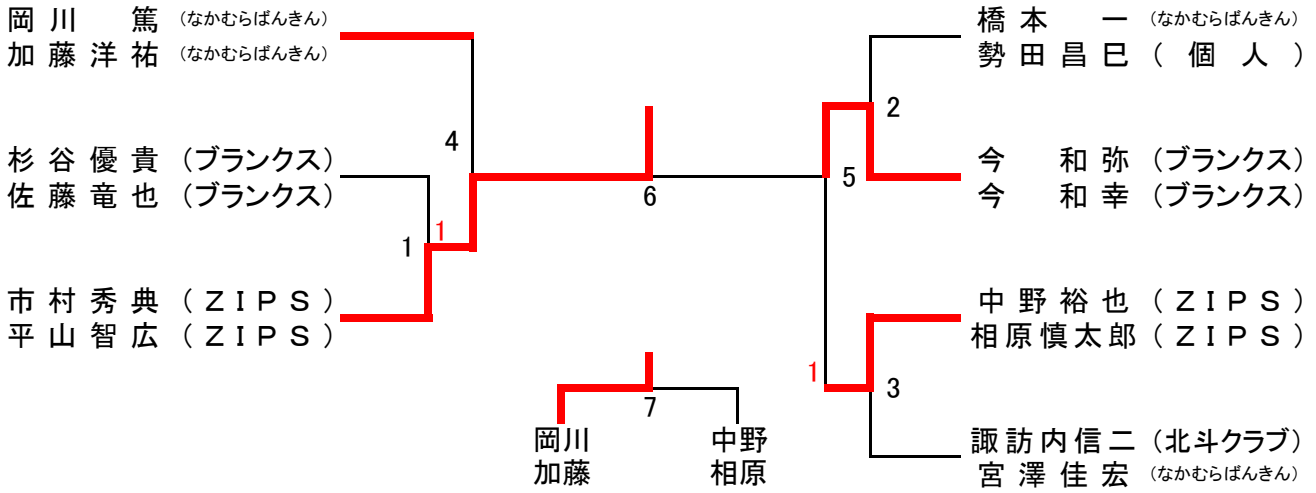 岡川 篤 (なかむらばんきん)
加藤洋祐 (なかむらばんきん)
杉谷優貴 (ブランクス)
佐藤竜也 (ブランクス)
市村秀典 (ZIPS)
平山智広 (ZIPS)
4
1
1
6
橋本 一 (なかむらばんきん)
勢田昌巳 (個人)
2
今 和弥 (ブランクス)
今 和幸 (ブランクス)
5
中野裕也 (ZIPS)
相原慎太郎 (ZIPS)
1
3
諏訪内信二 (北斗クラブ)
宮澤佳宏 (なかむらばんきん)
7
岡川
加藤
中野
相原